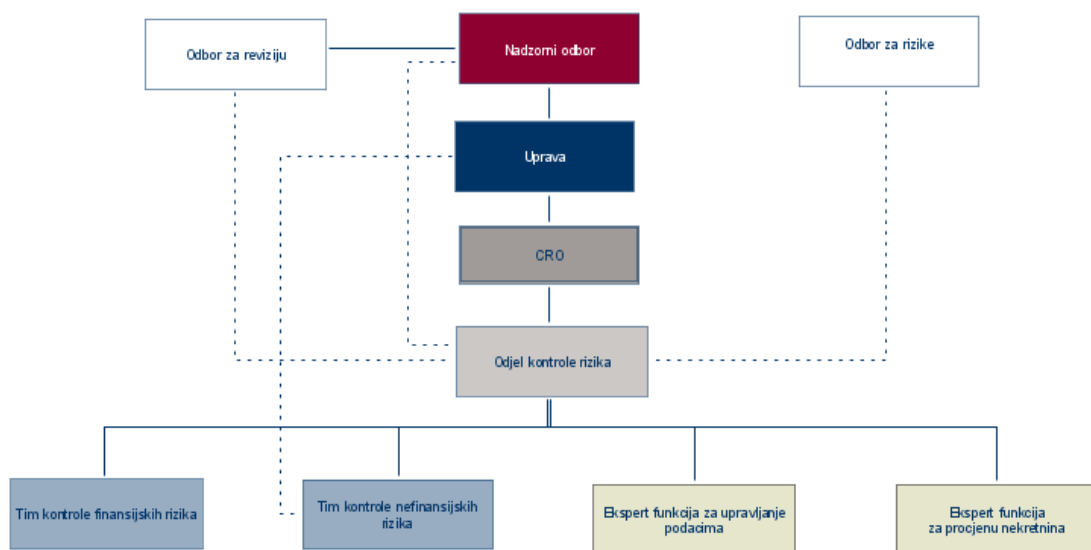 Odbor za reviziju
Nadzorni odbor
Odbor za rizike
Uprava
CRO
Odjel kontrole rizika
Tim kontrole finansijskih rizika
Tim kontrole nefinansijskih
rizika
Ekspert funkcija za upravljanje
podacima
Ekspert funkcija
za procjenu nekretnina